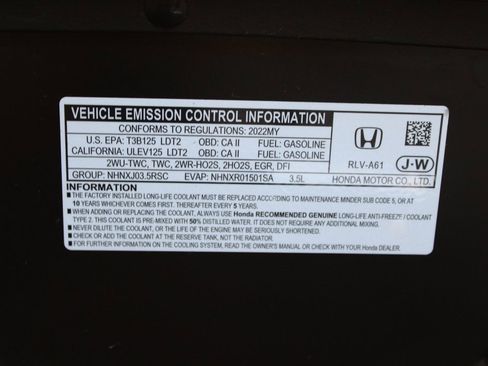 VEHICLE EMISSION CONTROL INFORMATION
CONFORMS TO REGULATIONS: 2022MY
U.S. EPA: T3B125 LDT2 OBD: CA II FUEL: GASOLINE
CALIFORNIA: ULEV125 LDT2 OBD: CA II FUEL: GASOLINE
2WU-TWC, TWC, 2WR-HO2S, 2HO2S, EGR, DFI
GROUP: NHNXJ03.5RSC EVAP: NHNXR01501SA 3.5L
HONDA
RLV-A61 J-W
HONDA MOTOR CO., LTD.
INFORMATION
■ THE FACTORY INSTALLED LONG-LIFE COOLANT MUST BE REPLACED ACCORDING TO MAINTENANCE MINDER SUB CODE 5, OR AT
10 YEARS WHICH COMES FIRST. THEREAFTER EVERY 5 YEARS.
■ WHEN ADDING OR REPLACING THE COOLANT, ALWAYS USE Honda RECOMMENDED GENUINE LONG-LIFE ANTI-FREEZE / COOLANT
TYPE 2. THIS COOLANT IS PRE-MIXED WITH 50% DISTILLED WATER. IT DOES NOT REQUIRE ANY ADDITIONAL MIXING.
■ NEVER DILUTE THE COOLANT, OR THE LIFE OF THE ENGINE MAY BE SERIOUSLY IMPAIRED.
■ CHECK OR ADD THE COOLANT AT THE RESERVE TANK, NOT THE RADIATOR.
■ FOR FURTHER INFORMATION ON THE COOLING SYSTEM, READ THE OWNER'S MANUAL OR CHECK WITH YOUR Honda DEALER.